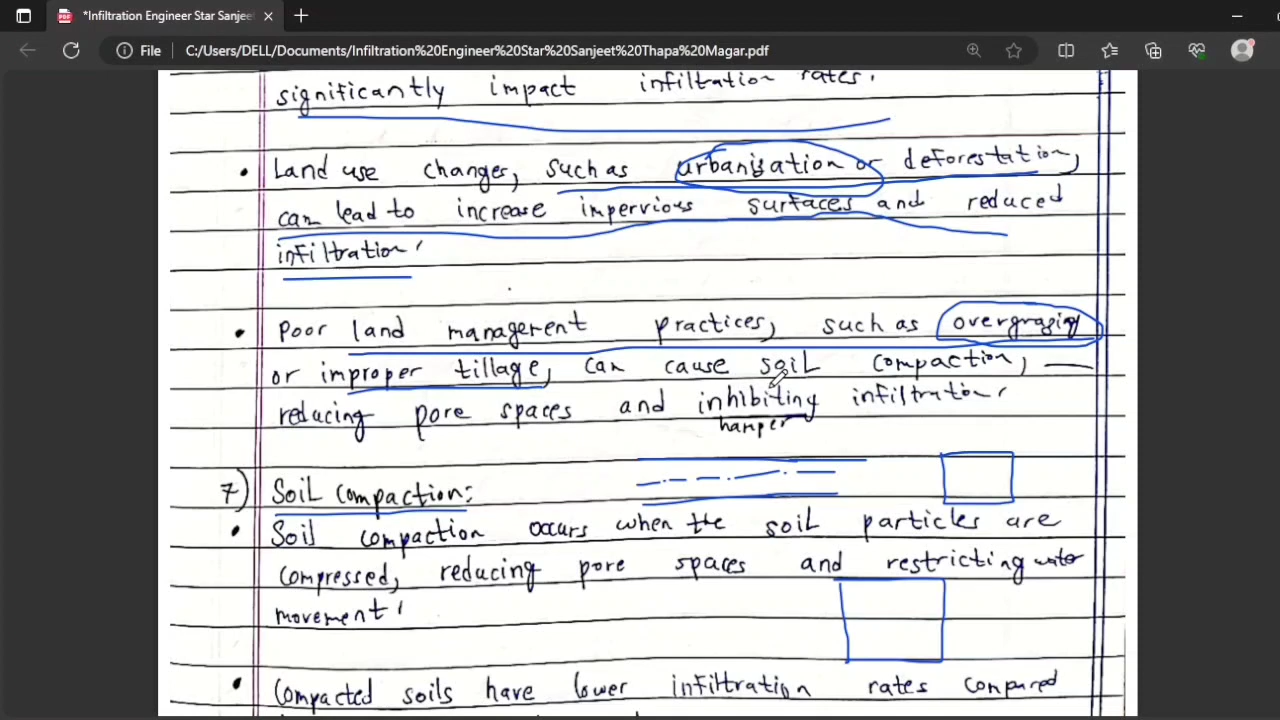 *Infiltration Engineer Star Sanjee
File C:/Users/DELL/Documents/Infiltration%20Engineer%20Star%20Sanjeet%20Thapa%20Magar.pdf
significantly impact infiltration rates.
• Land use changes, such as urbanisation or deforestation,
can lead to increase impervious surfaces and reduced
infiltration.
• Poor land management practices, such as overgrazing
or improper tillage, can cause soil compaction,
reducing pore spaces and inhibiting infiltration.
hamper
7) Soil compaction:
• Soil compaction occurs when the soil particles are
compressed, reducing pore spaces and restricting water
movement.
• Compacted soils have lower infiltration rates compared